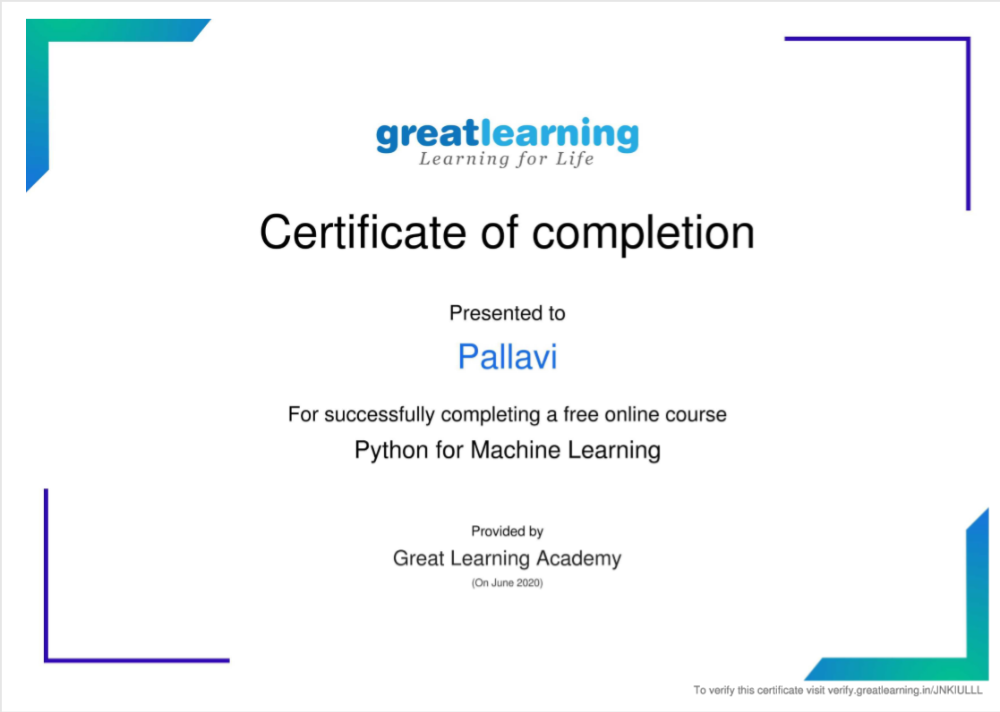 greatlearning
Learning for Life
Certificate of completion
Presented to
Pallavi
For successfully completing a free online course
Python for Machine Learning
Provided by
Great Learning Academy
(On June 2020)
To verify this certificate visit verify.greatlearning.in/JNKIULLL